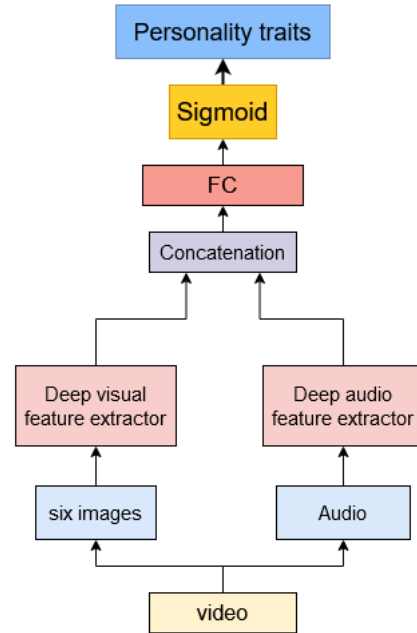 Personality traits
Sigmoid
FC
Concatenation
Deep visual
feature extractor
Deep audio
feature extractor
six images
Audio
video